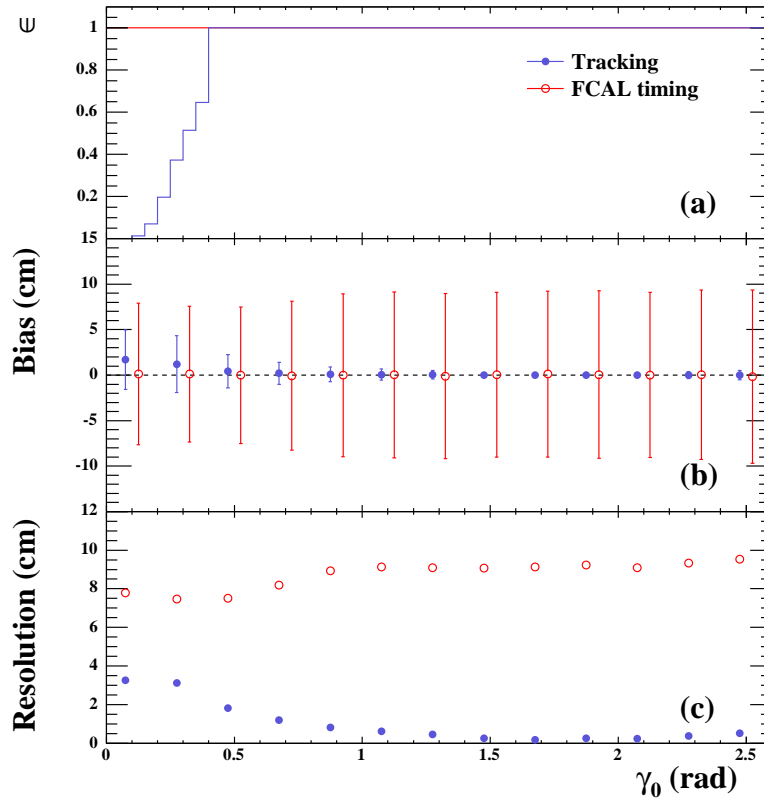 ∈
1
0.8
0.6
0.4
0.2
Tracking
FCAL timing
(a)
15
10
5
0
-5
-10
Bias (cm)
(b)
12
10
8
6
4
2
0
Resolution (cm)
(c)
0 0.5 1 1.5 2 2.5
γ0 (rad)